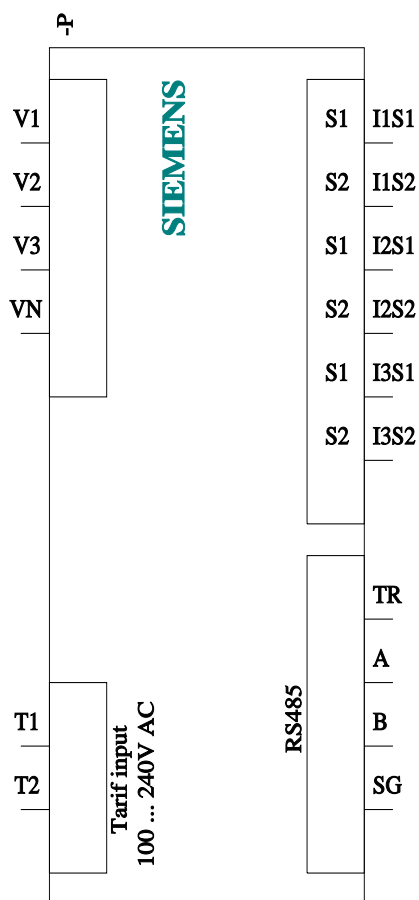 -P
SIEMENS
V1
V2
V3
VN
S1 I1S1
S2 I1S2
S1 I2S1
S2 I2S2
S1 I3S1
S2 I3S2
TR
A
B
SG
RS485
T1
T2
Tarif input
100 ... 240V AC